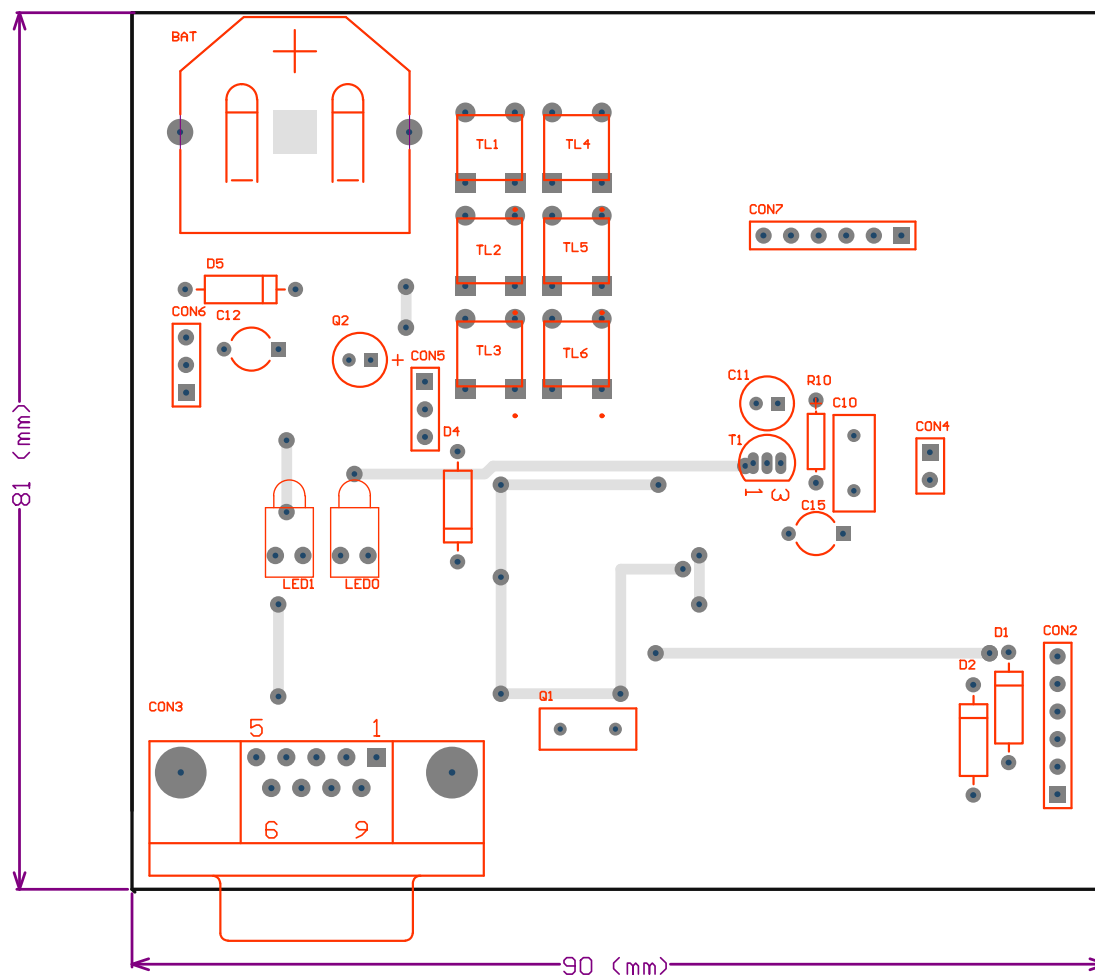 BAT
TL1
TL4
CON7
TL2
TL5
D5
CON6
C12
Q2
+
CON5
TL3
TL6
C11
R10
C10
D4
T1
CON4
1
3
81 (mm)
C15
LED1
LED0
D1
CON2
D2
Q1
CON3
5
1
6
9
90 (mm)